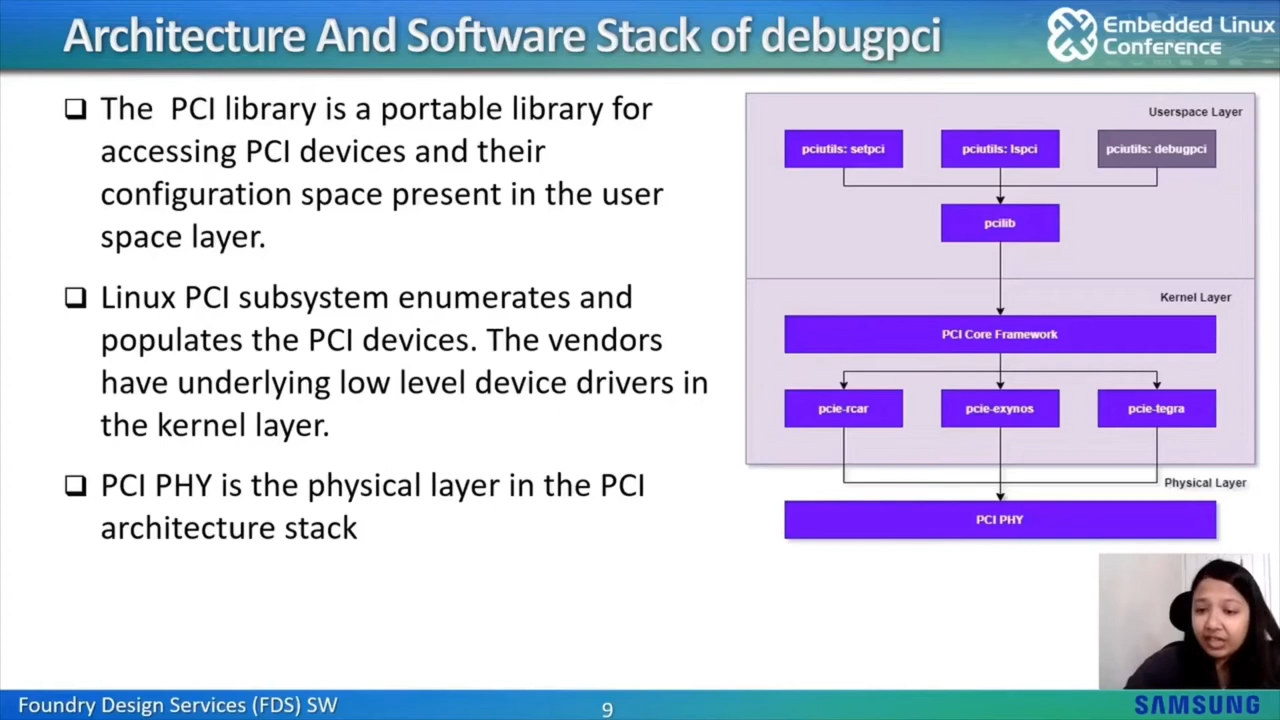 Architecture And Software Stack of debugpci
Embedded Linux
Conference
❑ The  PCI library is a portable library for
accessing PCI devices and their
configuration space present in the user
space layer.
❑ Linux PCI subsystem enumerates and
populates the PCI devices. The vendors
have underlying low level device drivers in
the kernel layer.
❑ PCI PHY is the physical layer in the PCI
architecture stack
Userspace Layer
pciutils: setpci
pciutils: lspci
pciutils: debugpci
pcilib
Kernel Layer
PCI Core Framework
pcie-rcar
pcie-exynos
pcie-tegra
Physical Layer
PCI PHY
Foundry Design Services (FDS) SW
9
SAMSUNG